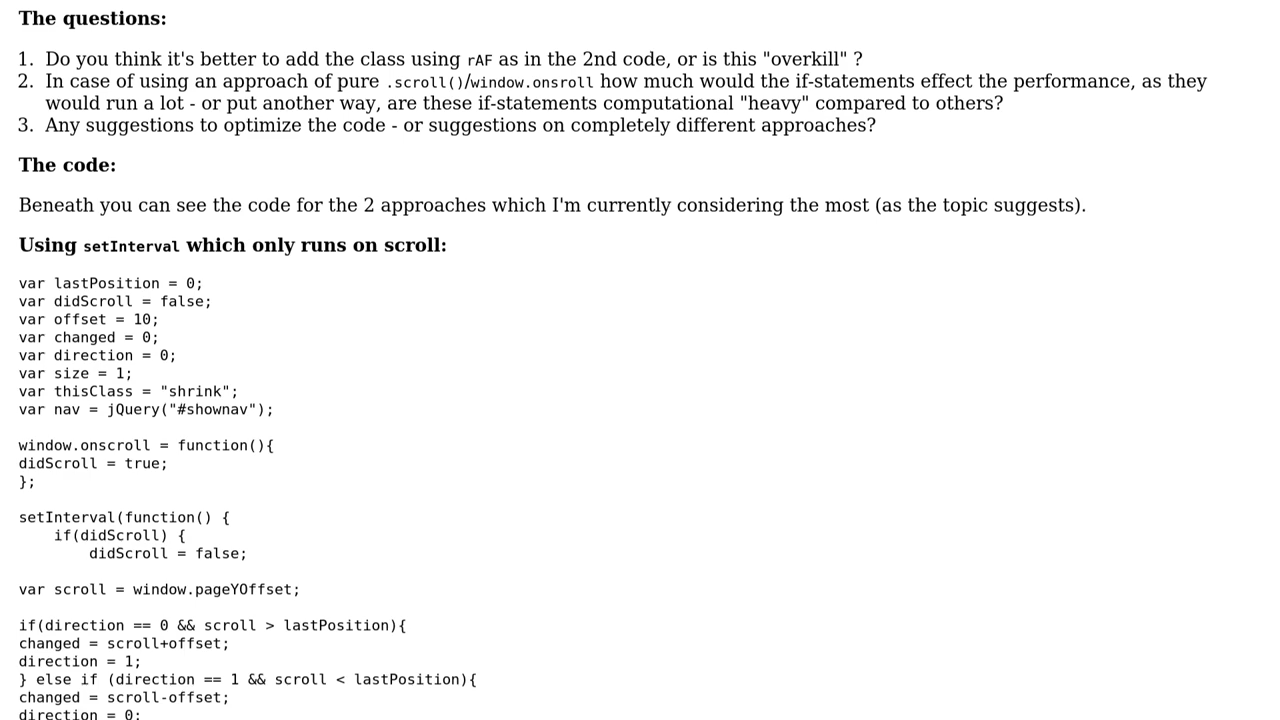 The questions:
1. Do you think it's better to add the class using rAF as in the 2nd code, or is this "overkill" ?
2. In case of using an approach of pure .scroll()/window.onsroll how much would the if-statements effect the performance, as they
would run a lot - or put another way, are these if-statements computational "heavy" compared to others?
3. Any suggestions to optimize the code - or suggestions on completely different approaches?
The code:
Beneath you can see the code for the 2 approaches which I'm currently considering the most (as the topic suggests).
Using setInterval which only runs on scroll:
var lastPosition = 0;
var didScroll = false;
var offset = 10;
var changed = 0;
var direction = 0;
var size = 1;
var thisClass = "shrink";
var nav = jQuery("#shownav");
window.onscroll = function(){
didScroll = true;
};
setInterval(function() {
    if(didScroll) {
        didScroll = false;
var scroll = window.pageYOffset;
if(direction == 0 && scroll > lastPosition){
changed = scroll+offset;
direction = 1;
} else if (direction == 1 && scroll < lastPosition){
changed = scroll-offset;
direction = 0;